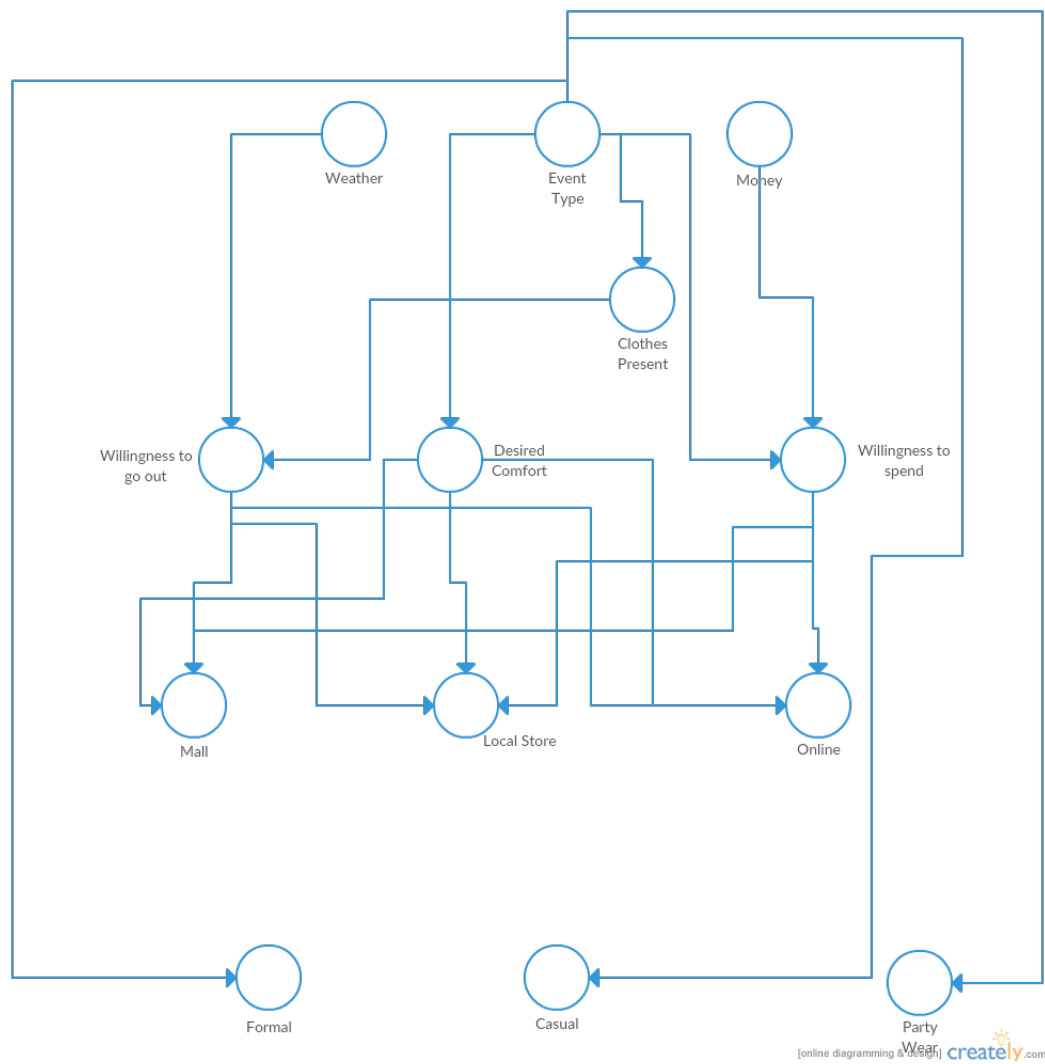 Weather
Event
Type
Money
Clothes
Present
Willingness to
go out
Desired
Comfort
Willingness to
spend
Mall
Local Store
Online
Formal
Casual
Party
Wear
[online diagramming & design] creately.com